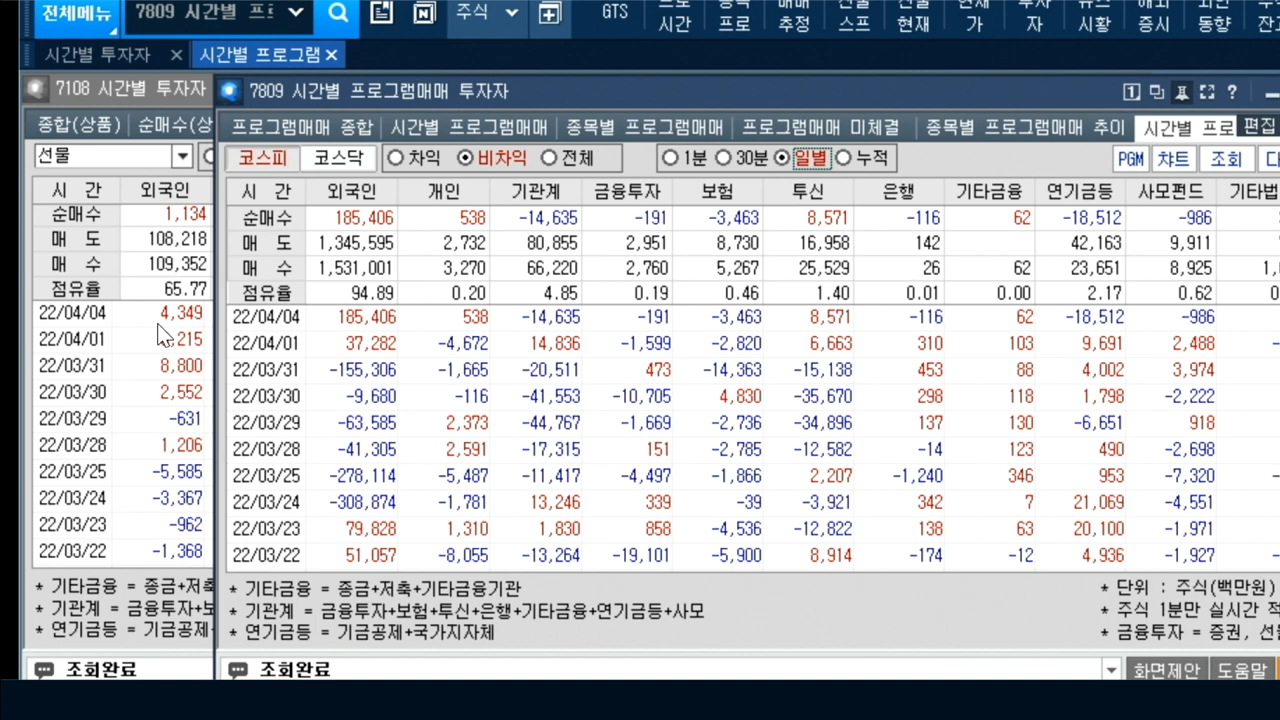 전체메뉴 7809 시간별 주식 GTS
시간 프로 추정 스프 현재 가 자 시황 증시 동향
시간별 투자자 × 시간별 프로그램 ×
7108 시간별 투자자 7809 시간별 프로그램매매 투자자
종합(상품) 순매수(상 프로그램매매 종합 시간별 프로그램매매 종목별 프로그램매매 프로그램매매 미체결 종목별 프로그램매매 추이 시간별 프로 편집
선물 코스피 코스닥 차익 비차익 전체 1분 30분 일별 누적 PGM 챠트 조회
시 간 외국인
순매수 1,134
매 도 108,218
매 수 109,352
점유율 65.77
22/04/04 4,349
22/04/01 215
22/03/31 8,800
22/03/30 2,552
22/03/29 -631
22/03/28 1,206
22/03/25 -5,585
22/03/24 -3,367
22/03/23 -962
22/03/22 -1,368
* 기타금융 = 종금+저축
* 기관계 = 금융투자+보
* 연기금등 = 기금공제+
조회완료
시 간 외국인 개인 기관계 금융투자 보험 투신 은행 기타금융 연기금등 사모펀드 기타법
순매수 185,406 538 -14,635 -191 -3,463 8,571 -116 62 -18,512 -986
매 도 1,345,595 2,732 80,855 2,951 8,730 16,958 142 42,163 9,911
매 수 1,531,001 3,270 66,220 2,760 5,267 25,529 26 62 23,651 8,925
점유율 94.89 0.20 4.85 0.19 0.46 1.40 0.01 0.00 2.17 0.62
22/04/04 185,406 538 -14,635 -191 -3,463 8,571 -116 62 -18,512 -986
22/04/01 37,282 -4,672 14,836 -1,599 -2,820 6,663 310 103 9,691 2,488
22/03/31 -155,306 -1,665 -20,511 473 -14,363 -15,138 453 88 4,002 3,974
22/03/30 -9,680 -116 -41,553 -10,705 4,830 -35,670 298 118 1,798 -2,222
22/03/29 -63,585 2,373 -44,767 -1,669 -2,736 -34,896 137 130 -6,651 918
22/03/28 -41,305 2,591 -17,315 151 -2,785 -12,582 -14 123 490 -2,698
22/03/25 -278,114 -5,487 -11,417 -4,497 -1,866 2,207 -1,240 346 953 -7,320
22/03/24 -308,874 -1,781 13,246 339 -39 -3,921 342 7 21,069 -4,551
22/03/23 79,828 1,310 1,830 858 -4,536 -12,822 138 63 20,100 -1,971
22/03/22 51,057 -8,055 -13,264 -19,101 -5,900 8,914 -174 -12 4,936 -1,927
* 기타금융 = 종금+저축+기타금융기관 * 단위 : 주식(백만원)
* 기관계 = 금융투자+보험+투신+은행+기타금융+연기금등+사모 * 주식 1분만 실시간 적
* 연기금등 = 기금공제+국가지자체 * 금융투자 = 증권, 선물
조회완료 화면제안 도움말